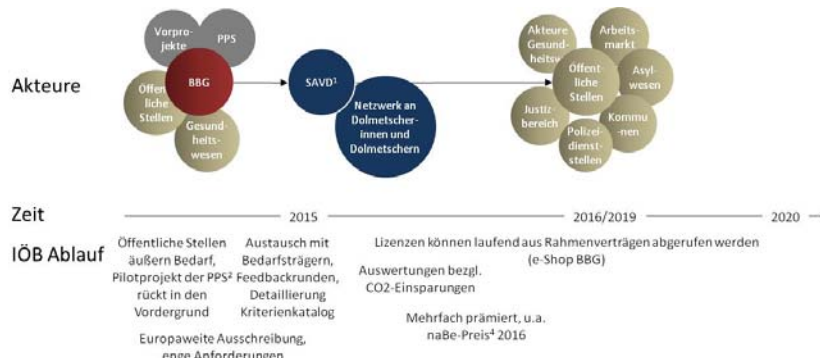 Akteure
Vorpro-
jekte
PPS
BBG
Öffent-
liche
Stellen
Gesund-
heits-
wesen
SAVD¹
Netzwerk an
Dolmetscher-
innen und
Dolmetschern
Akteure
Gesund-
heitsw.
Arbeits-
markt
Öffent-
liche
Stellen
Asyl-
wesen
Justiz-
bereich
Kommu-
nen
Polizei-
dienst-
stellen
Zeit
2015
2016/2019
2020
IÖB Ablauf
Öffentliche Stellen
äußern Bedarf,
Pilotprojekt der PPS²
rückt in den
Vordergrund
Austausch mit
Bedarfsträgern,
Feedbackrunden,
Detaillierung
Kriterienkatalog
Europaweite Ausschreibung,
enge Anforderungen
Lizenzen können laufend aus Rahmenverträgen abgerufen werden
(e-Shop BBG)
Auswertungen bezgl.
CO2-Einsparungen
Mehrfach prämiert, u.a.
naBe-Preis⁴ 2016